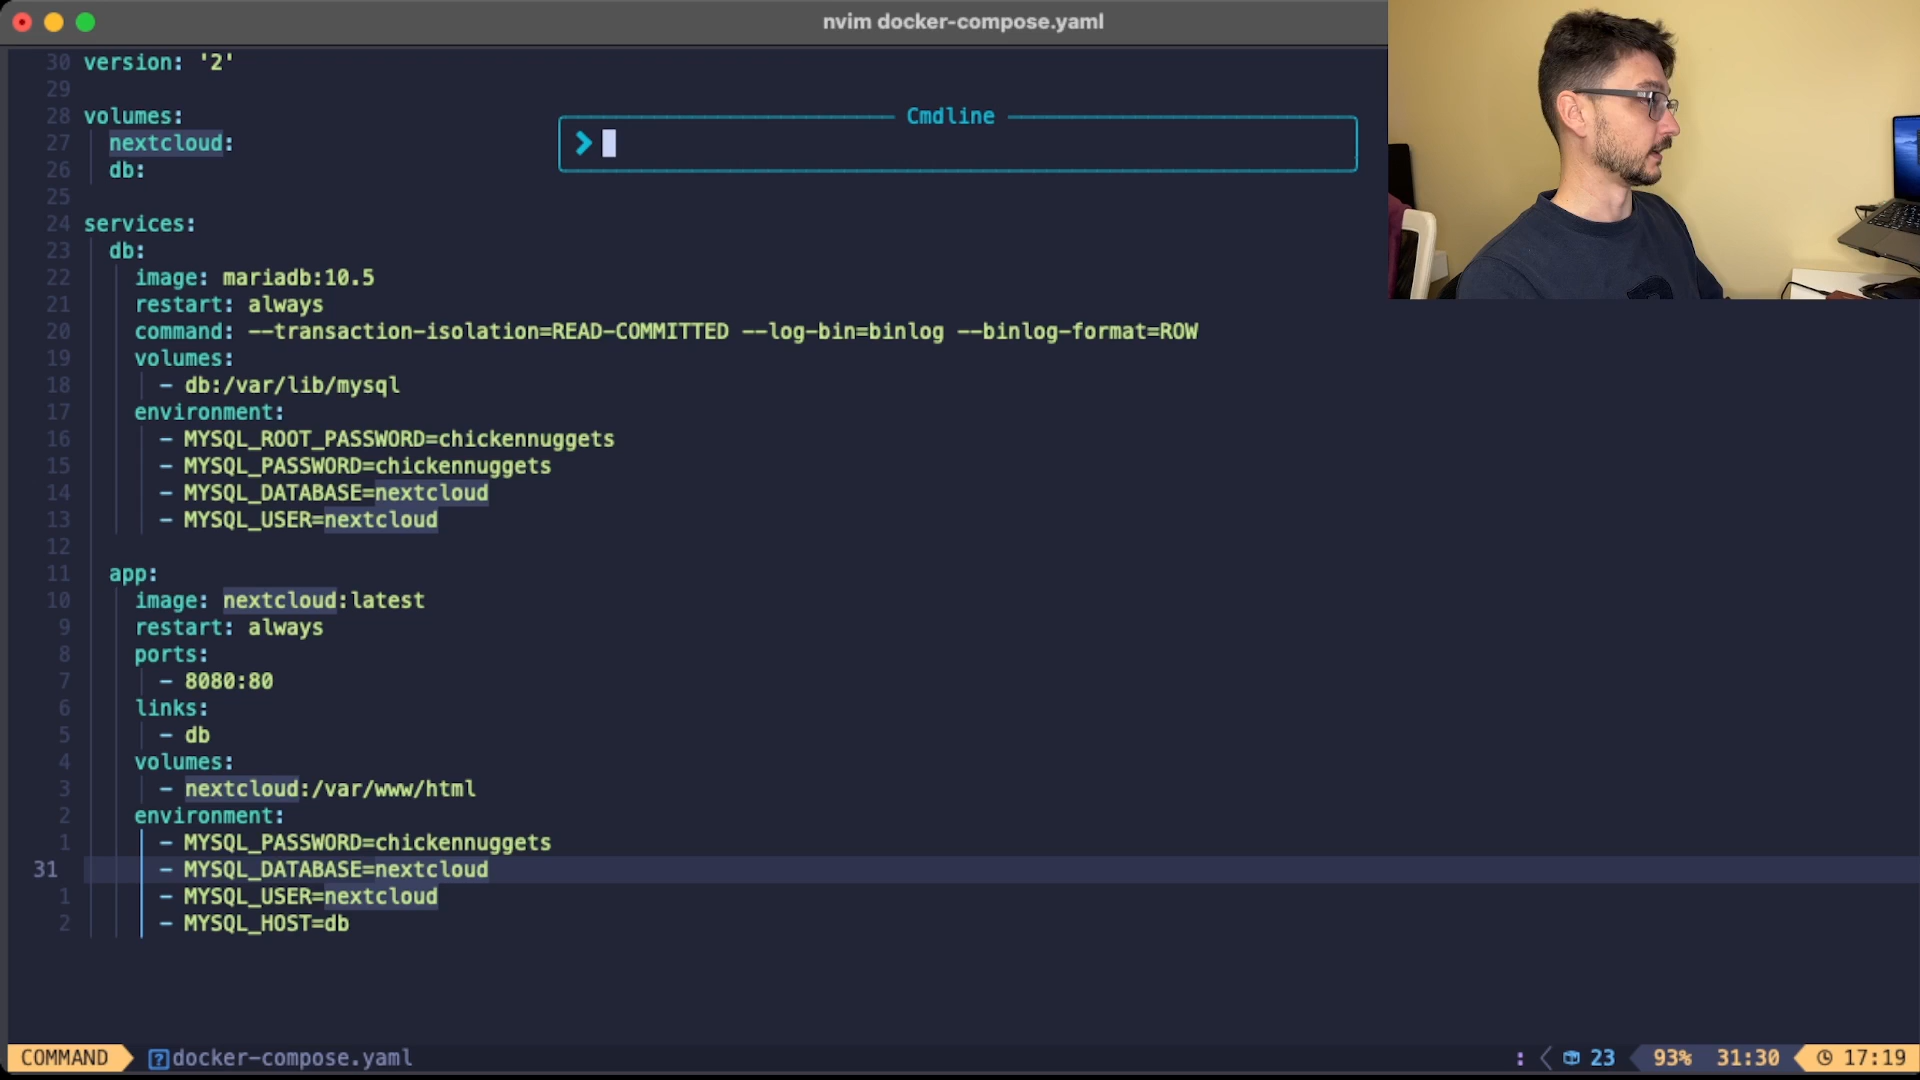 nvim docker-compose.yaml
30 version: '2'
29
28 volumes:
27 nextcloud:
26 db:
25
24 services:
23 db:
22 image: mariadb:10.5
21 restart: always
20 command: --transaction-isolation=READ-COMMITTED --log-bin=binlog --binlog-format=ROW
19 volumes:
18 - db:/var/lib/mysql
17 environment:
16 - MYSQL_ROOT_PASSWORD=chickennuggets
15 - MYSQL_PASSWORD=chickennuggets
14 - MYSQL_DATABASE=nextcloud
13 - MYSQL_USER=nextcloud
12
11 app:
10 image: nextcloud:latest
9 restart: always
8 ports:
7 - 8080:80
6 links:
5 - db
4 volumes:
3 - nextcloud:/var/www/html
2 environment:
1 - MYSQL_PASSWORD=chickennuggets
31 - MYSQL_DATABASE=nextcloud
1 - MYSQL_USER=nextcloud
2 - MYSQL_HOST=db
Cmdline
COMMAND ? docker-compose.yaml : 23 93% 31:30 17:19